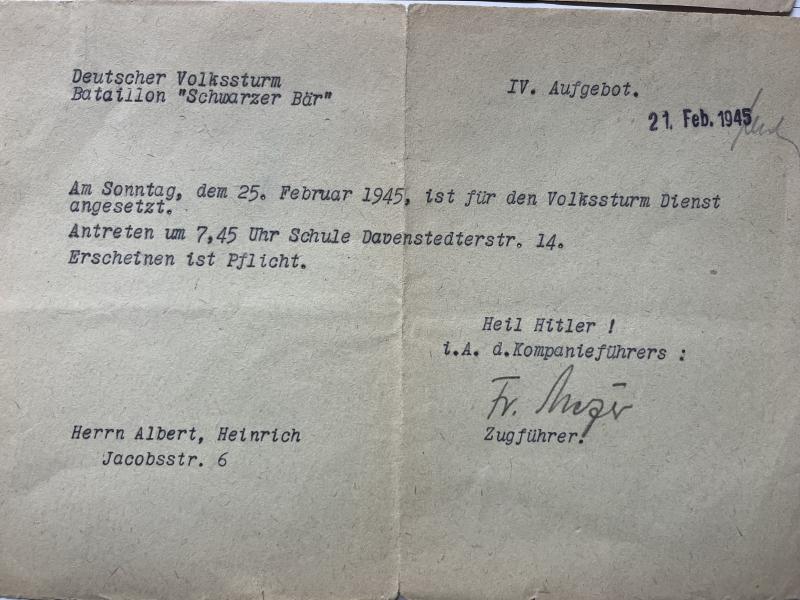 Deutscher Volkssturm
Bataillon "Schwarzer Bär"
IV. Aufgebot.
21. Feb. 1945
Am Sonntag, dem 25. Februar 1945, ist für den Volkssturm Dienst
angesetzt.
Antreten um 7,45 Uhr Schule Davenstedterstr. 14.
Erscheinen ist Pflicht.
Heil Hitler !
i.A. d.Kompanieführers :
Fr.
Zugführer.
Herrn Albert, Heinrich
Jacobsstr. 6